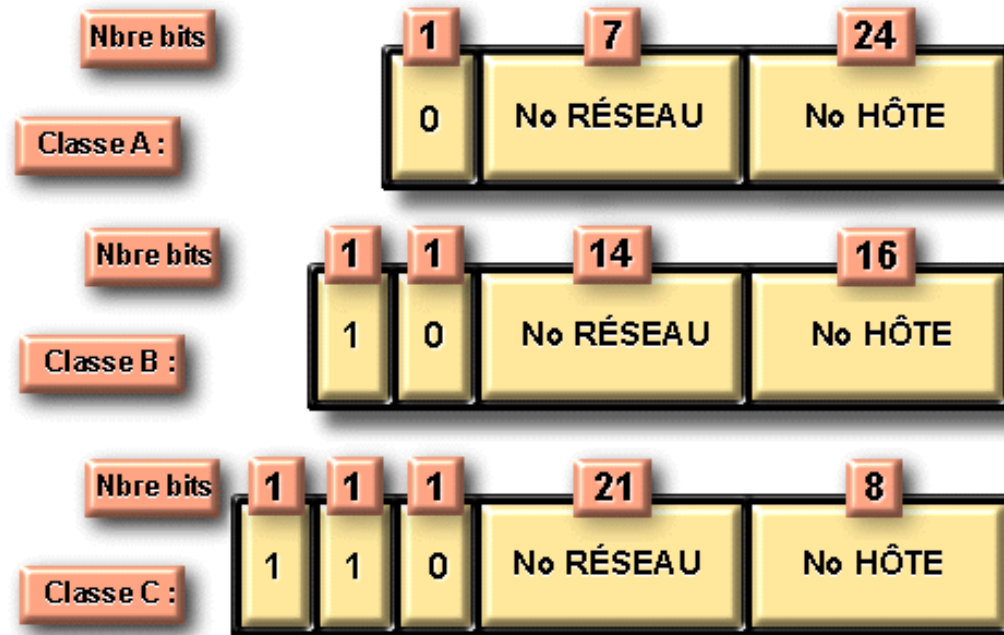 Nbre bits 1 7 24
Classe A : 0 No RÉSEAU No HÔTE
Nbre bits 1 1 14 16
Classe B : 1 0 No RÉSEAU No HÔTE
Nbre bits 1 1 1 21 8
Classe C : 1 1 0 No RÉSEAU No HÔTE